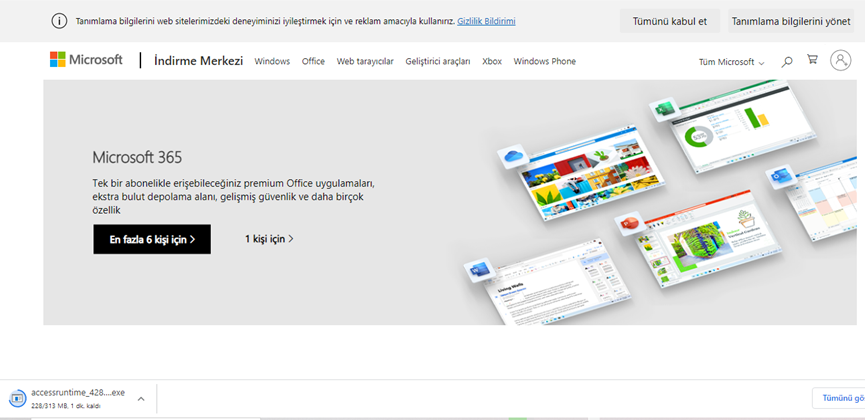 Tanımlama bilgilerini web sitelerimizdeki deneyiminizi iyileştirmek için ve reklam amacıyla kullanırız. Gizlilik Bildirimi
Tümünü kabul et
Tanımlama bilgilerini yönet
Microsoft
İndirme Merkezi
Windows
Office
Web tarayıcılar
Geliştirici araçları
Xbox
Windows Phone
Tüm Microsoft
Microsoft 365
Tek bir abonelikle erişebileceğiniz premium Office uygulamaları,
ekstra bulut depolama alanı, gelişmiş güvenlik ve daha birçok
özellik
En fazla 6 kişi için
1 kişi için
53%
Living Walls
accessruntime_428....exe
228/313 MB, 1 dk. kaldı
Tümünü gö